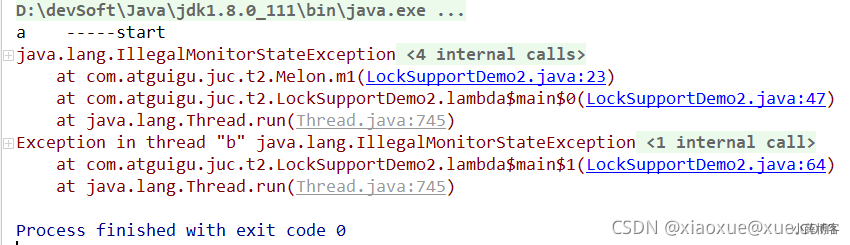 D:\devSoft\Java\jdk1.8.0_111\bin\java.exe ...
a    -----start
java.lang.IllegalMonitorStateException <4 internal calls>
    at com.atguigu.juc.t2.Melon.m1(LockSupportDemo2.java:23)
    at com.atguigu.juc.t2.LockSupportDemo2.lambda$main$0(LockSupportDemo2.java:47)
    at java.lang.Thread.run(Thread.java:745)
Exception in thread "b" java.lang.IllegalMonitorStateException <1 internal call>
    at com.atguigu.juc.t2.LockSupportDemo2.lambda$main$1(LockSupportDemo2.java:64)
    at java.lang.Thread.run(Thread.java:745)
Process finished with exit code 0
CSDN @xiaoxue@xue